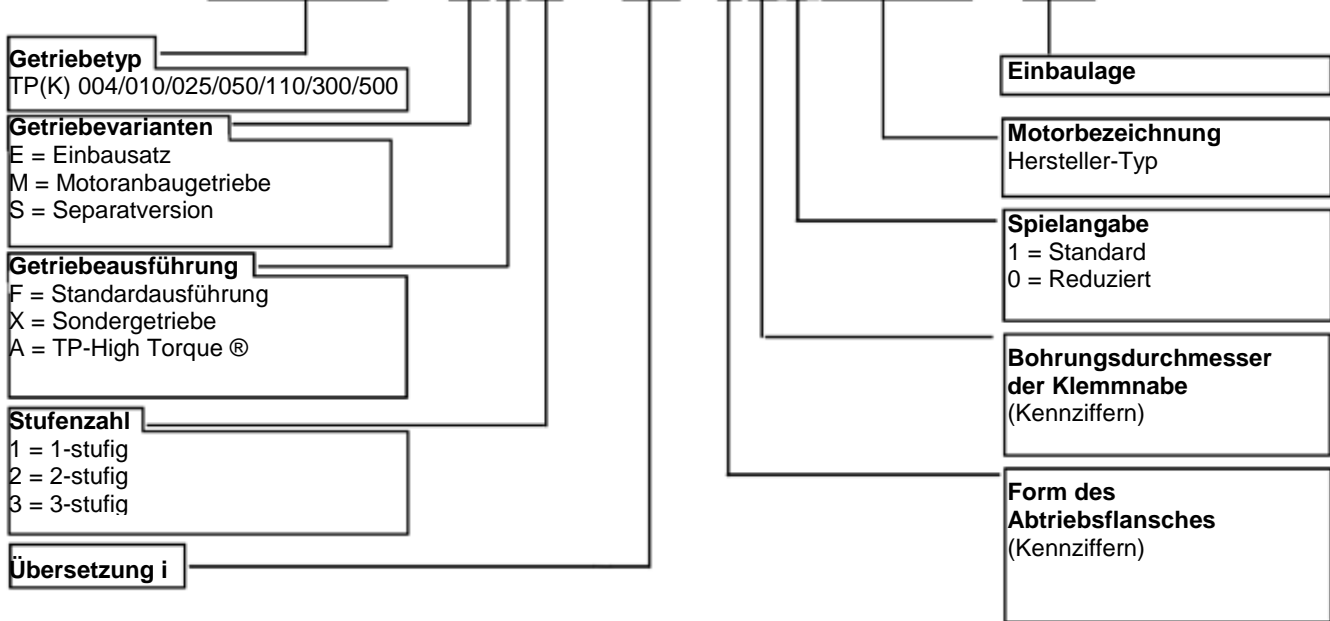 Getriebetyp
TP(K) 004/010/025/050/110/300/500
Getriebevarianten
E = Einbausatz
M = Motoranbaugetriebe
S = Separatversion
Getriebeausführung
F = Standardausführung
X = Sondergetriebe
A = TP-High Torque ®
Stufenzahl
1 = 1-stufig
2 = 2-stufig
3 = 3-stufig
Übersetzung i
Einbaulage
Motorbezeichnung
Hersteller-Typ
Spielangabe
1 = Standard
0 = Reduziert
Bohrungsdurchmesser
der Klemmnabe
(Kennziffern)
Form des
Abtriebsflansches
(Kennziffern)